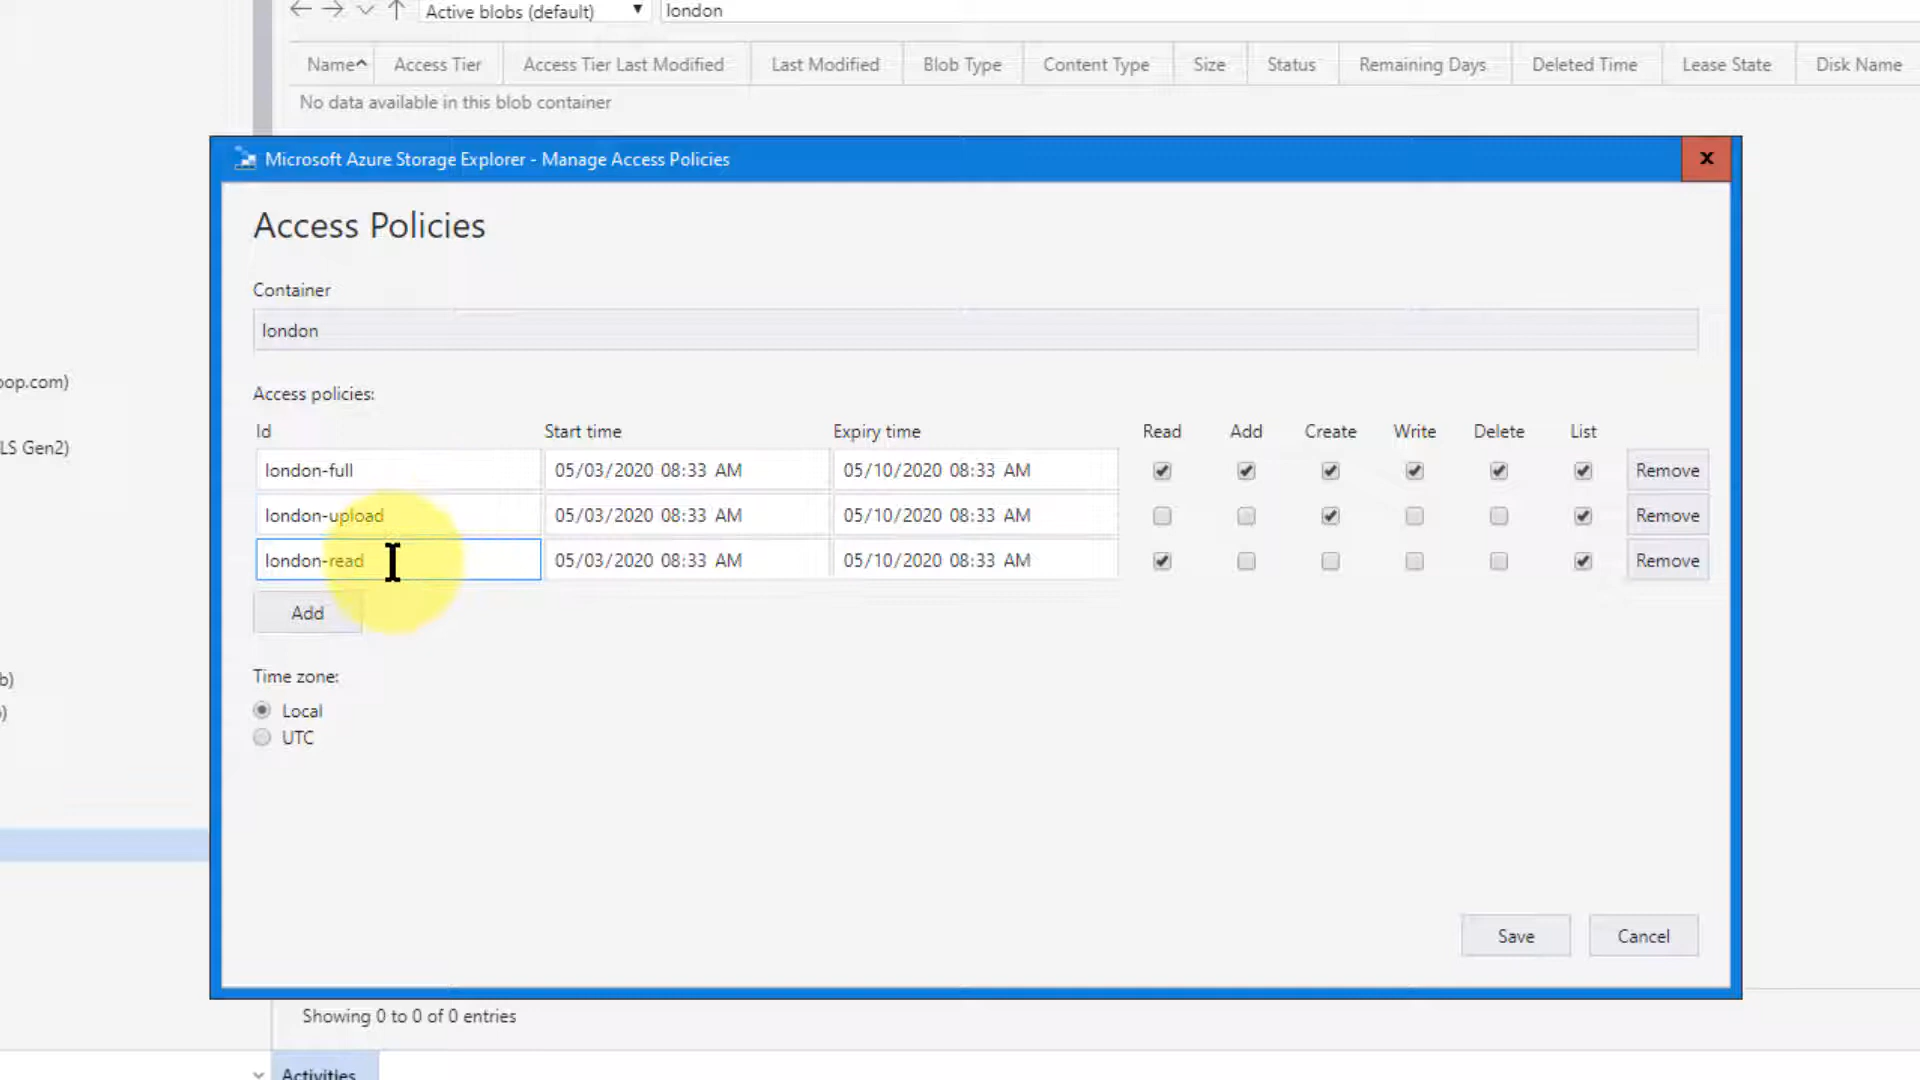 Active blobs (default) london
Name Access Tier Access Tier Last Modified Last Modified Blob Type Content Type Size Status Remaining Days Deleted Time Lease State Disk Name
No data available in this blob container
Microsoft Azure Storage Explorer - Manage Access Policies x
Access Policies
Container
london
oop.com)
Access policies:
Id Start time Expiry time Read Add Create Write Delete List
LS Gen2)
london-full 05/03/2020 08:33 AM 05/10/2020 08:33 AM Remove
london-upload 05/03/2020 08:33 AM 05/10/2020 08:33 AM Remove
london-read 05/03/2020 08:33 AM 05/10/2020 08:33 AM Remove
Add
Time zone:
b)
Local
)
UTC
Save Cancel
Showing 0 to 0 of 0 entries
Activities